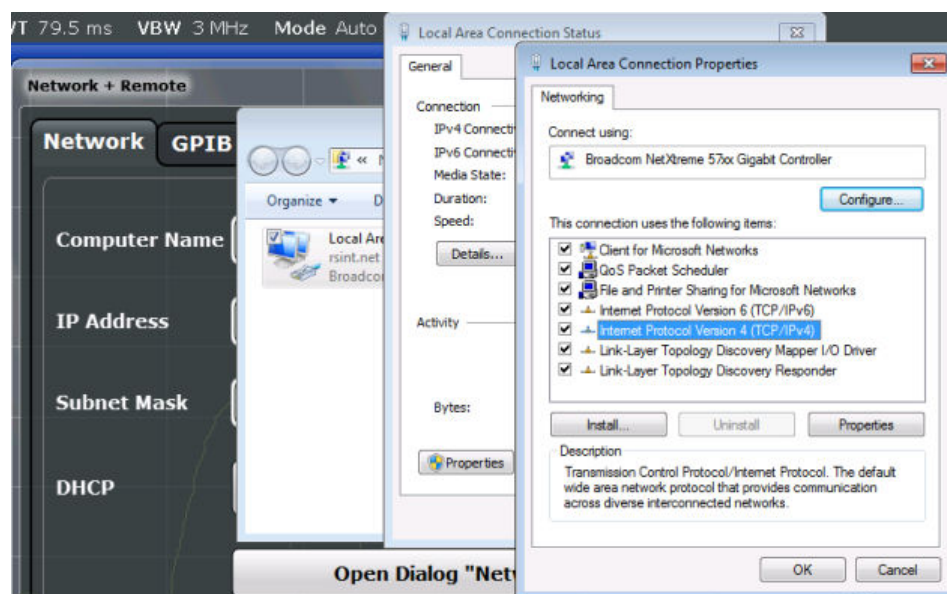 79.5 ms VBW 3 MHz Mode Auto
Network + Remote
Network GPIB
Computer Name
IP Address
Subnet Mask
DHCP
Open Dialog
Organize
Local
rsint.net
Local Area Connection Status
General
Connection
IPv4
IPv6
Media State:
Duration:
Speed:
Details...
Activity
Bytes:
Properties
Local Area Connection Properties
Networking
Connect using:
Broadcom NetXtreme 57xx Gigabit Controller
Configure...
This connection uses the following items:
Client for Microsoft Networks
QoS Packet Scheduler
File and Printer Sharing for Microsoft Networks
Internet Protocol Version 6 (TCP/IPv6)
Internet Protocol Version 4 (TCP/IPv4)
Link-Layer Topology Discovery Mapper I/O Driver
Link-Layer Topology Discovery Responder
Install... Uninstall Properties
Description
Transmission Control Protocol/Internet Protocol. The default
wide area network protocol that provides communication
across diverse interconnected networks.
OK Cancel